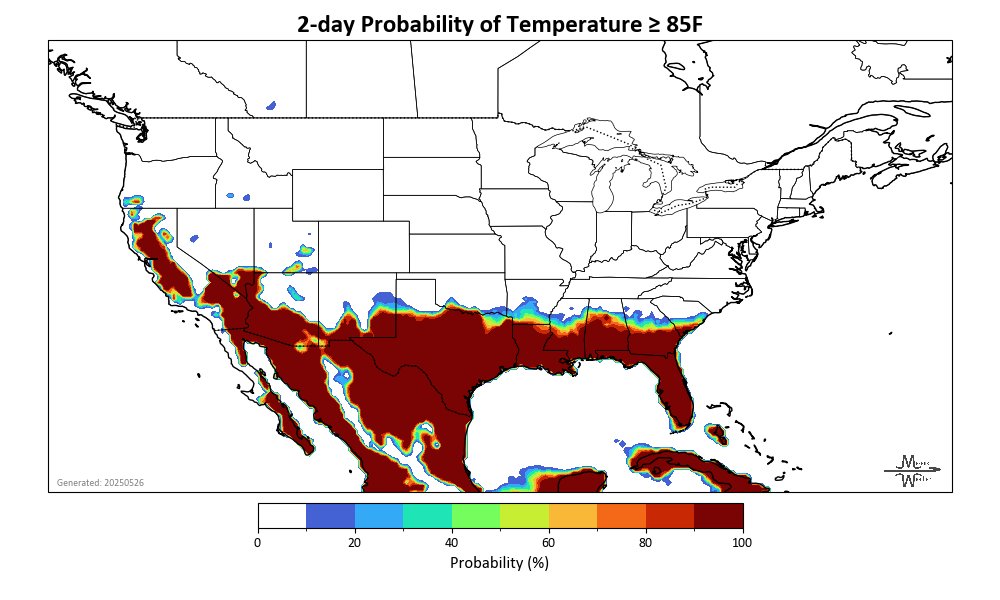 2-day Probability of Temperature ≥ 85F
Generated: 20250526
0 20 40 60 80 100
Probability (%)